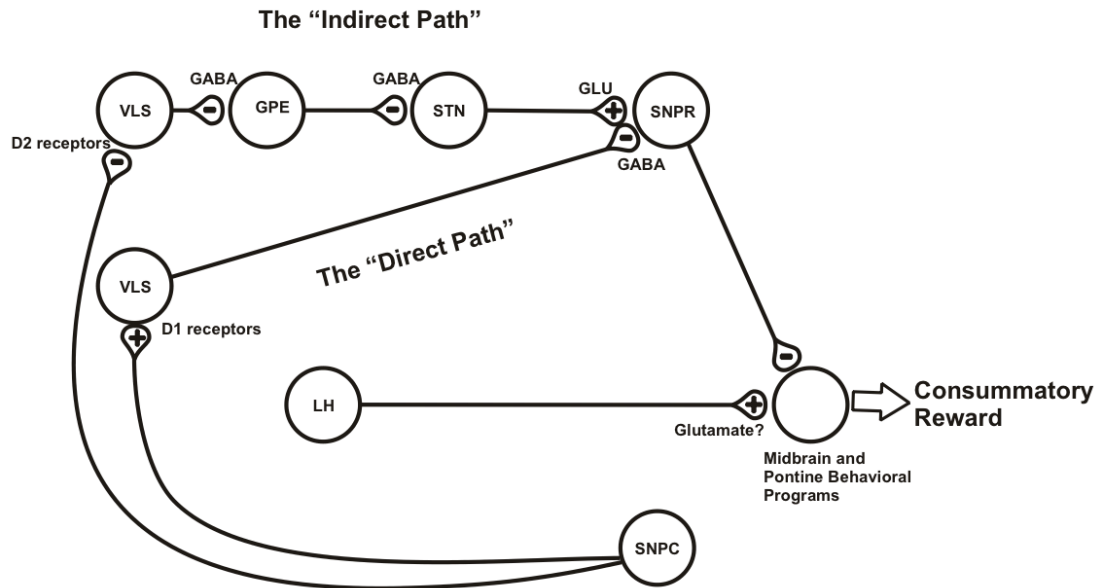 The “Indirect Path”
GABA
GABA
GLU
VLS
-
GPE
-
STN
+
SNPR
D2 receptors
-
-
GABA
The “Direct Path”
VLS
+
D1 receptors
-
LH
+
Consummatory
Reward
Glutamate?
Midbrain and
Pontine Behavioral
Programs
SNPC